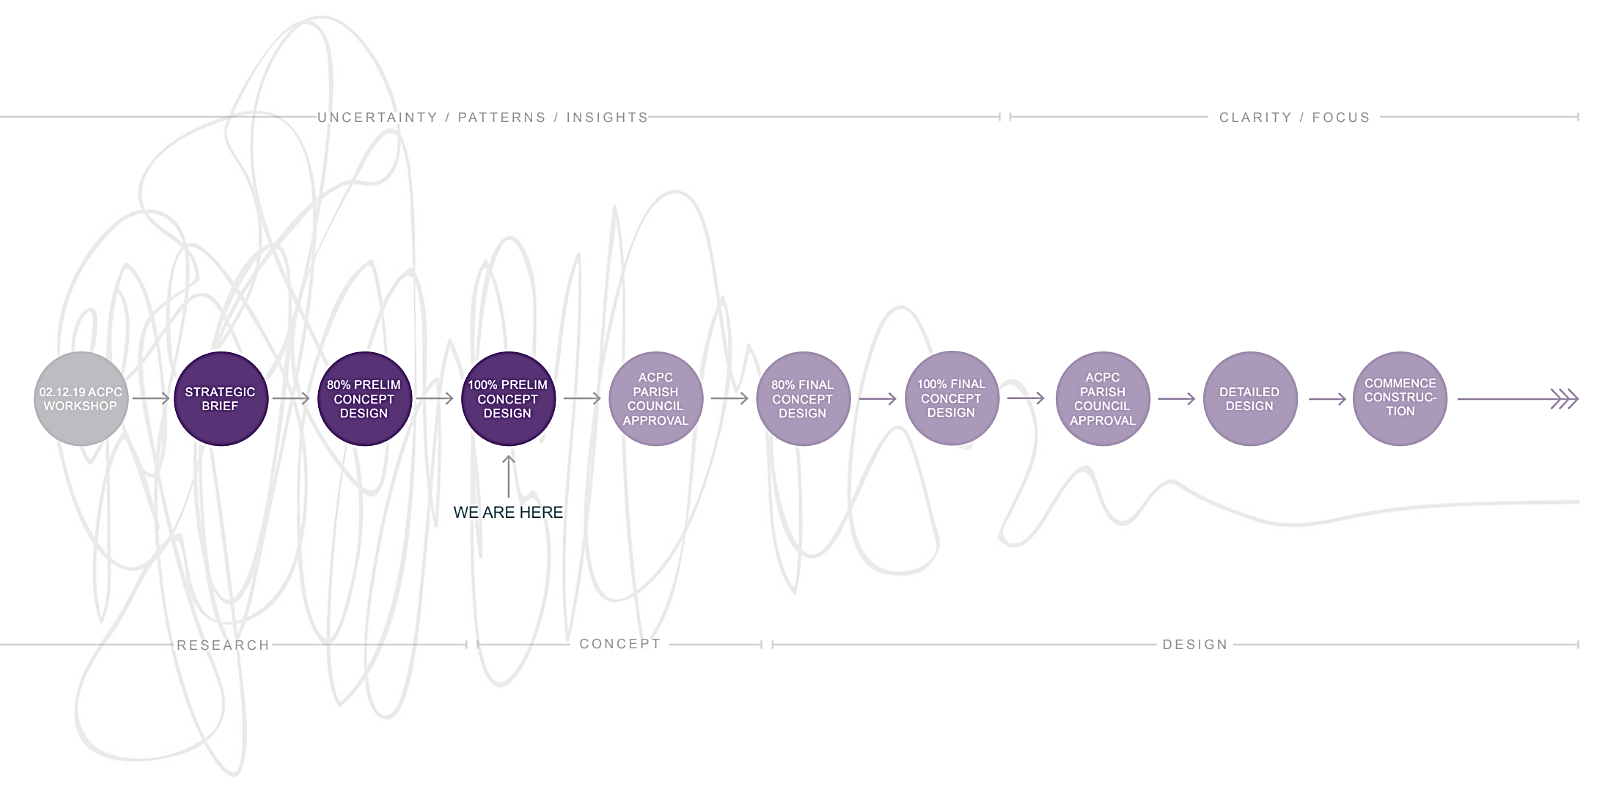 UNCERTAINTY / PATTERNS / INSIGHTS
CLARITY / FOCUS
02.12.19 ACPC
WORKSHOP
STRATEGIC
BRIEF
80% PRELIM
CONCEPT
DESIGN
100% PRELIM
CONCEPT
DESIGN
ACPC
PARISH
COUNCIL
APPROVAL
80% FINAL
CONCEPT
DESIGN
100% FINAL
CONCEPT
DESIGN
ACPC
PARISH
COUNCIL
APPROVAL
DETAILED
DESIGN
COMMENCE
CONSTRUC-
TION
WE ARE HERE
RESEARCH
CONCEPT
DESIGN